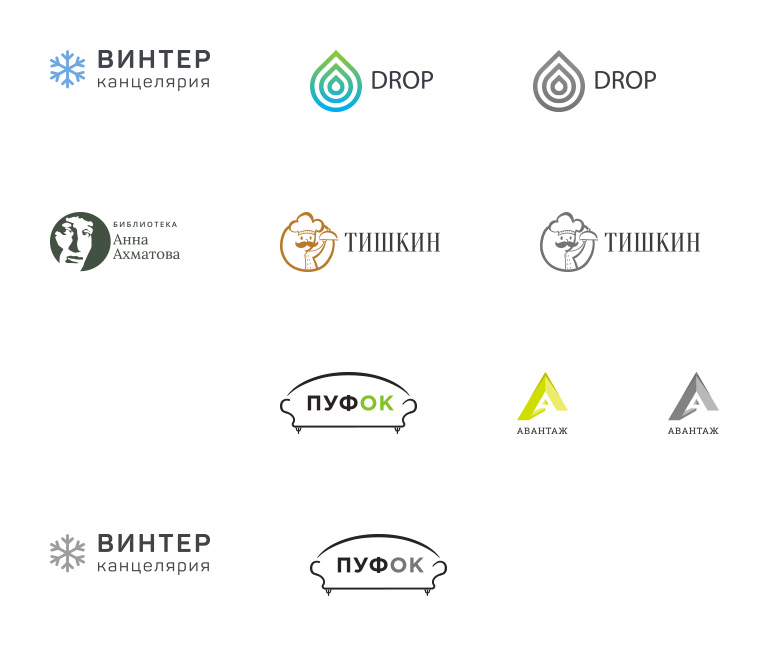 ВИНТЕР
канцелярия
DROP
DROP
БИБЛИОТЕКА
Анна
Ахматова
ТИШКИН
ТИШКИН
ПУФОК
АВАНТАЖ
АВАНТАЖ
ВИНТЕР
канцелярия
ПУФОК